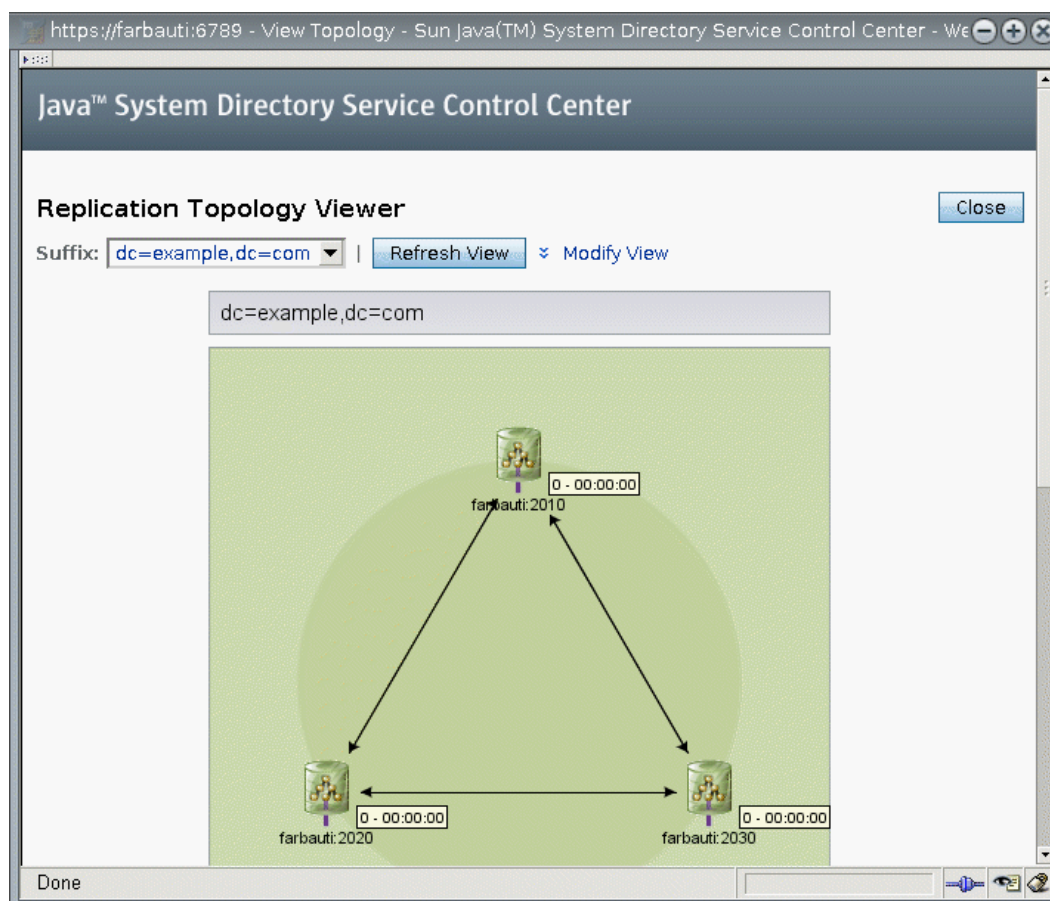 https://farbauti:6789 - View Topology - Sun Java(TM) System Directory Service Control Center - We
Java™ System Directory Service Control Center
Replication Topology Viewer
Close
Suffix: dc=example,dc=com | Refresh View Modify View
dc=example,dc=com
0 - 00:00:00
farbauti:2010
0 - 00:00:00
farbauti:2020
0 - 00:00:00
farbauti:2030
Done